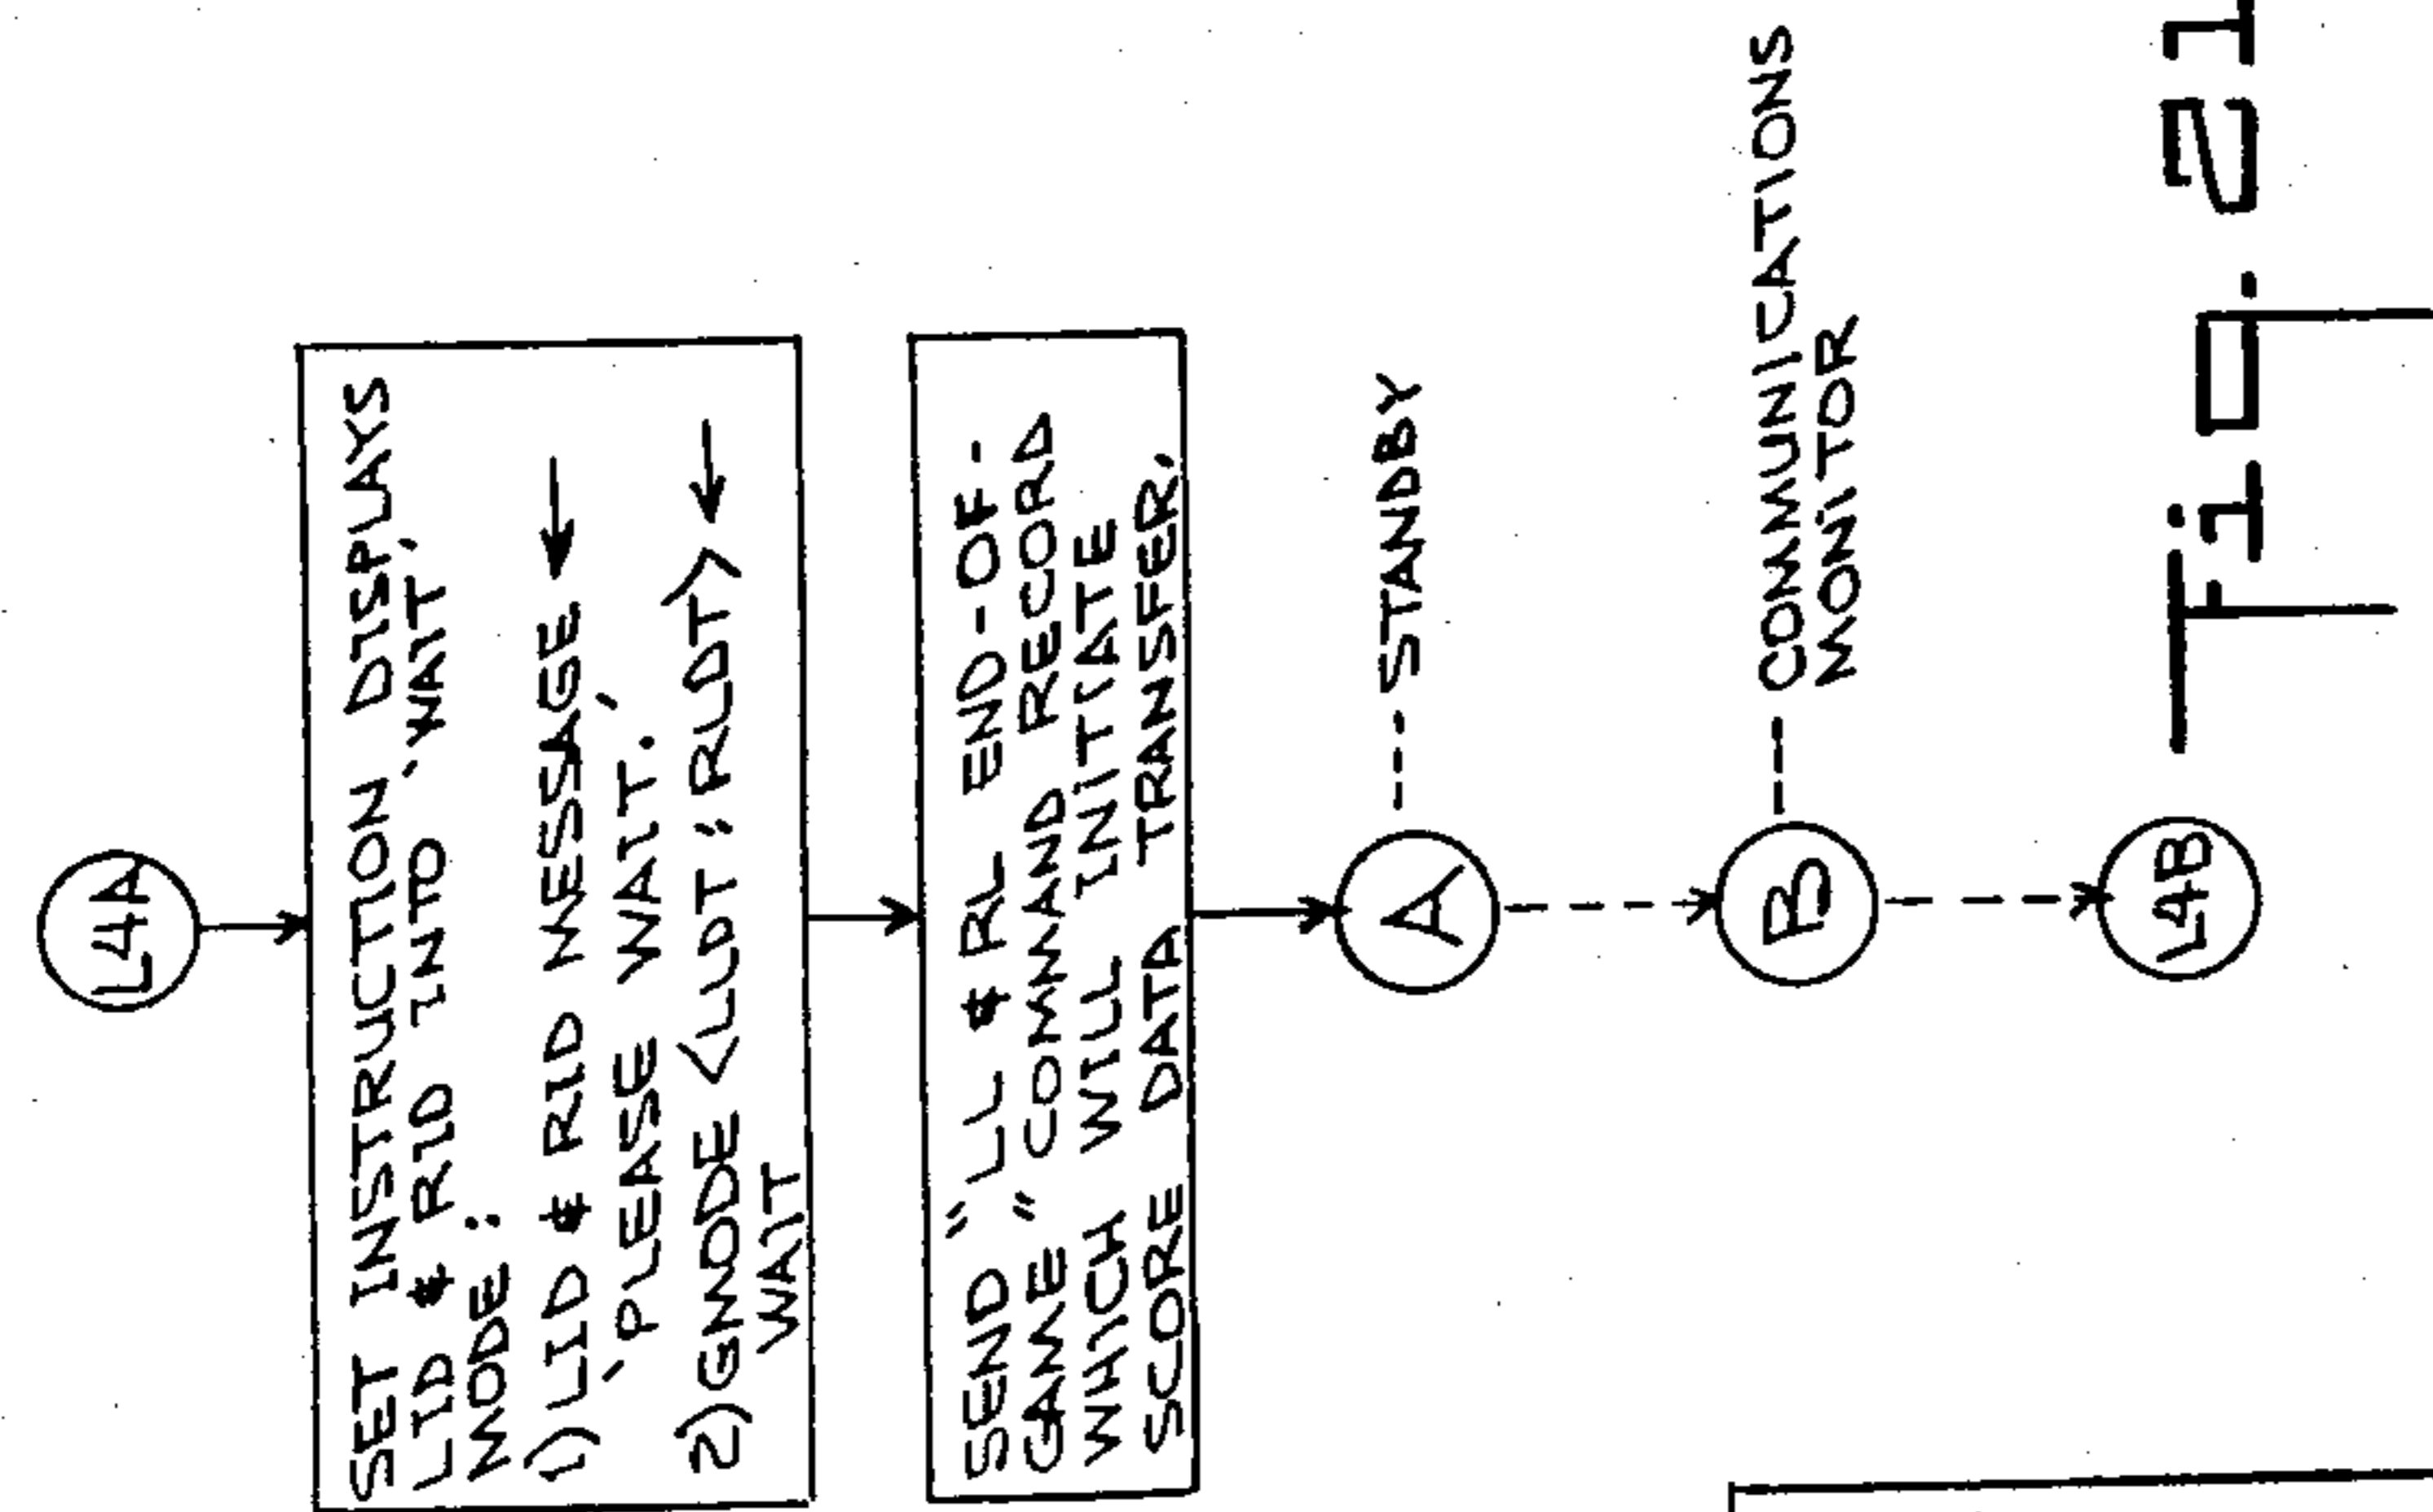 L4A
SET INSTRUCTION DISPLAYS
LID & RID INTO 'WAIT'
MODE:
1) LID & RID MESSAGE ←
'PLEASE WAIT.'
2) GMODE <LLDT; RLDT> ←
WAIT
SEND "LL & RL END-OF-
GAME" COMMAND RECORD
WHICH WILL INITIATE
SCORE DATA TRANSFER.
A --- STANDBY
B --- COMMUNICATIONS
MONITOR
L4B
Fig. 21